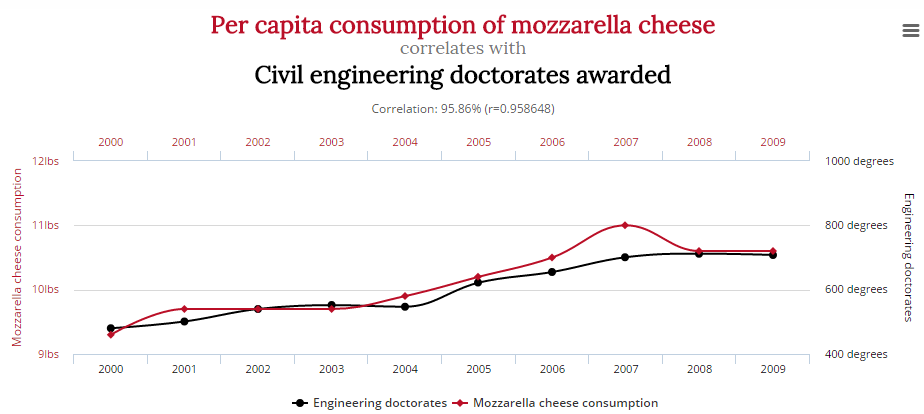 Per capita consumption of mozzarella cheese
correlates with
Civil engineering doctorates awarded
Correlation: 95.86% (r=0.958648)
2000 2001 2002 2003 2004 2005 2006 2007 2008 2009
12lbs 1000 degrees
11lbs 800 degrees
10lbs 600 degrees
9lbs 400 degrees
Mozzarella cheese consumption
Engineering doctorates
2000 2001 2002 2003 2004 2005 2006 2007 2008 2009
Engineering doctorates Mozzarella cheese consumption